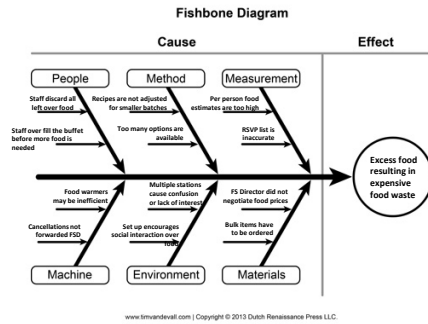 Fishbone Diagram
Cause
Effect
People
Method
Measurement
Staff discard all
left over food
Recipes are not adjusted
for smaller batches
Per person food
estimates are too high
Staff over fill the buffet
before more food is
needed
Too many options are
available
RSVP list is
inaccurate
Excess food
resulting in
expensive
food waste
Food warmers
may be inefficient
Multiple stations
cause confusion
or lack of interest
FS Director did not
negotiate food prices
Cancellations not
forwarded FSD
Set up encourages
social interaction over
food
Bulk items have
to be ordered
Machine
Environment
Materials
www.timvandevall.com | Copyright © 2013 Dutch Renaissance Press LLC.